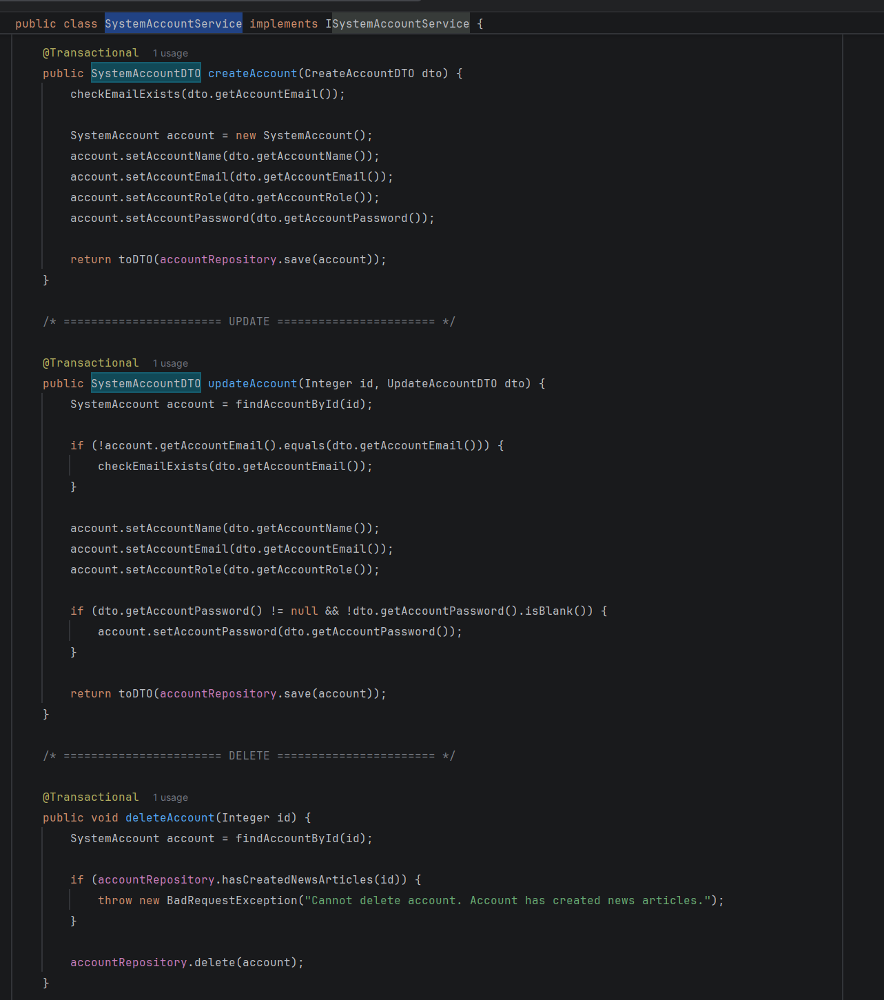 public class SystemAccountService implements ISystemAccountService {
@Transactional 1 usage
public SystemAccountDTO createAccount(CreateAccountDTO dto) {
checkEmailExists(dto.getAccountEmail());
SystemAccount account = new SystemAccount();
account.setAccountName(dto.getAccountName());
account.setAccountEmail(dto.getAccountEmail());
account.setAccountRole(dto.getAccountRole());
account.setAccountPassword(dto.getAccountPassword());
return toDTO(accountRepository.save(account));
}
/* ======================= UPDATE ======================= */
@Transactional 1 usage
public SystemAccountDTO updateAccount(Integer id, UpdateAccountDTO dto) {
SystemAccount account = findAccountById(id);
if (!account.getAccountEmail().equals(dto.getAccountEmail())) {
checkEmailExists(dto.getAccountEmail());
}
account.setAccountName(dto.getAccountName());
account.setAccountEmail(dto.getAccountEmail());
account.setAccountRole(dto.getAccountRole());
if (dto.getAccountPassword() != null && !dto.getAccountPassword().isBlank()) {
account.setAccountPassword(dto.getAccountPassword());
}
return toDTO(accountRepository.save(account));
}
/* ======================= DELETE ======================= */
@Transactional 1 usage
public void deleteAccount(Integer id) {
SystemAccount account = findAccountById(id);
if (accountRepository.hasCreatedNewsArticles(id)) {
throw new BadRequestException("Cannot delete account. Account has created news articles.");
}
accountRepository.delete(account);
}